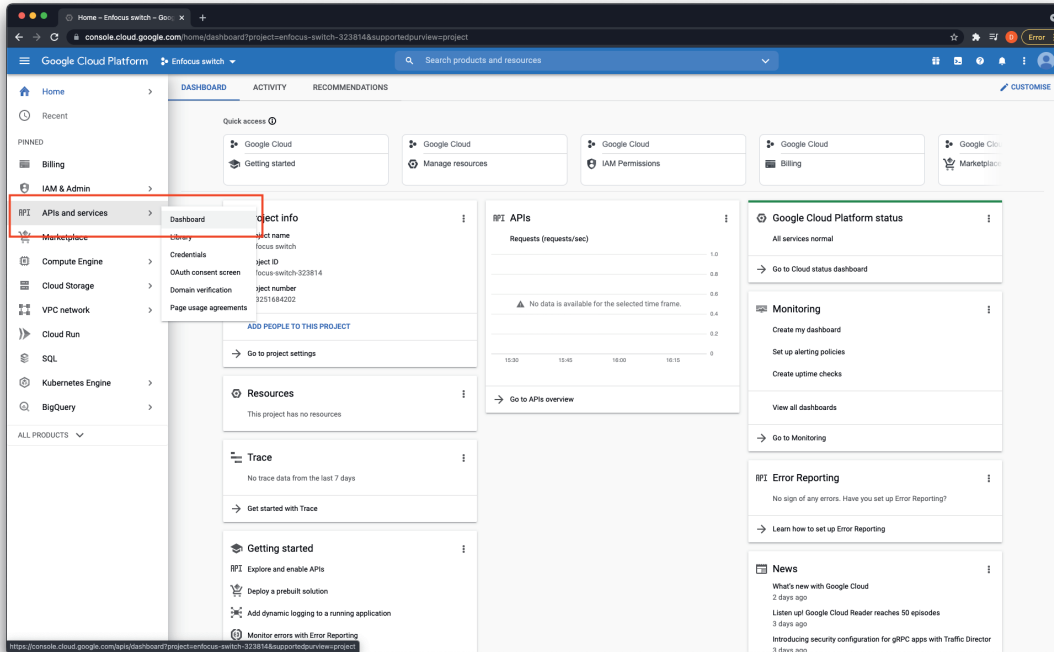 Home – Enfocus switch – Goog
console.cloud.google.com/home/dashboard?project=enfocus-switch-323814&supportedpurview=project
D
Error
Google Cloud Platform
Enfocus switch
Search products and resources
Home
DASHBOARD
ACTIVITY
RECOMMENDATIONS
CUSTOMISE
Recent
PINNED
Billing
IAM & Admin
API APIs and services
Marketplace
Compute Engine
Cloud Storage
VPC network
Cloud Run
SQL
Kubernetes Engine
BigQuery
ALL PRODUCTS
Dashboard
Library
Credentials
OAuth consent screen
Domain verification
Page usage agreements
Quick access
Google Cloud
Getting started
Google Cloud
Manage resources
Google Cloud
IAM Permissions
Google Cloud
Billing
Google Clou
Marketplace
roject info
oject name
focus switch
oject ID
focus-switch-323814
oject number
3251684202
ADD PEOPLE TO THIS PROJECT
Go to project settings
Resources
This project has no resources
Trace
No trace data from the last 7 days
Get started with Trace
Getting started
API Explore and enable APIs
Deploy a prebuilt solution
Add dynamic logging to a running application
Monitor errors with Error Reporting
API APIs
Requests (requests/sec)
1.0
0.8
0.6
No data is available for the selected time frame.
0.4
0.2
0
15:30 15:45 16:00 16:15
Go to APIs overview
Google Cloud Platform status
All services normal
Go to Cloud status dashboard
Monitoring
Create my dashboard
Set up alerting policies
Create uptime checks
View all dashboards
Go to Monitoring
API Error Reporting
No sign of any errors. Have you set up Error Reporting?
Learn how to set up Error Reporting
News
What's new with Google Cloud
2 days ago
Listen up! Google Cloud Reader reaches 50 episodes
3 days ago
Introducing security configuration for gRPC apps with Traffic Director
3 days ago
https://console.cloud.google.com/apis/dashboard?project=enfocus-switch-323814&supportedpurview=project